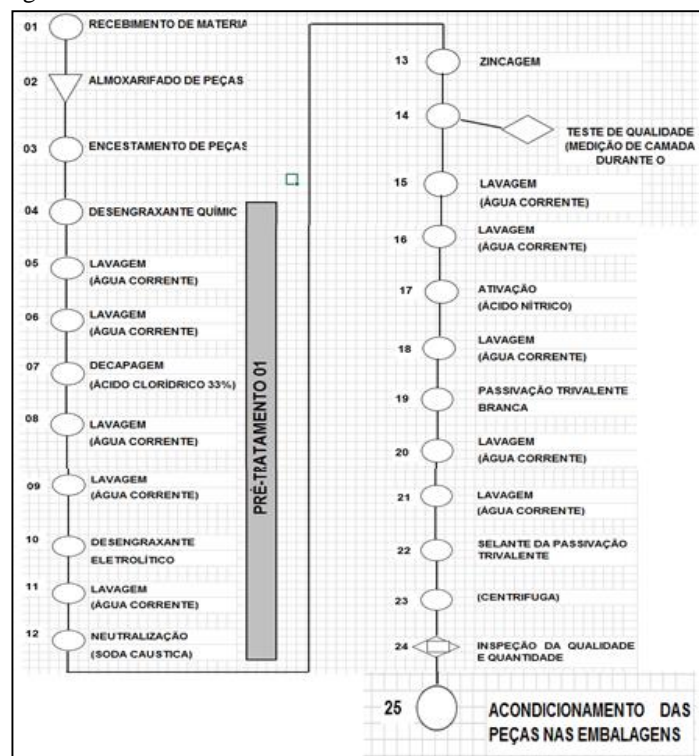 01 RECEBIMENTO DE MATERIA
02 ALMOXARIFADO DE PEÇAS
03 ENCESTAMENTO DE PEÇAS
04 DESENGRAXANTE QUÍMIC
05 LAVAGEM
(ÁGUA CORRENTE)
06 LAVAGEM
(ÁGUA CORRENTE)
07 DECAPAGEM
(ÁCIDO CLORÍDRICO 33%)
08 LAVAGEM
(ÁGUA CORRENTE)
09 LAVAGEM
(ÁGUA CORRENTE)
10 DESENGRAXANTE
ELETROLÍTICO
11 LAVAGEM
(ÁGUA CORRENTE)
12 NEUTRALIZAÇÃO
(SODA CAUSTICA)
PRÉ-TRATAMENTO 01
13 ZINCAGEM
14
TESTE DE QUALIDADE
(MEDIÇÃO DE CAMADA
DURANTE O
15 LAVAGEM
(ÁGUA CORRENTE)
16 LAVAGEM
(ÁGUA CORRENTE)
17 ATIVAÇÃO
(ÁCIDO NÍTRICO)
18 LAVAGEM
(ÁGUA CORRENTE)
19 PASSIVAÇÃO TRIVALENTE
BRANCA
20 LAVAGEM
(ÁGUA CORRENTE)
21 LAVAGEM
(ÁGUA CORRENTE)
22 SELANTE DA PASSIVAÇÃO
TRIVALENTE
23 (CENTRIFUGA)
24 INSPEÇÃO DA QUALIDADE
E QUANTIDADE
25 ACONDICIONAMENTO DAS
PEÇAS NAS EMBALAGENS